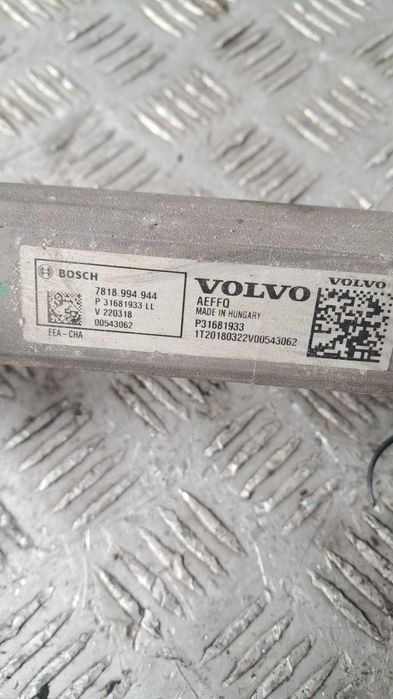 BOSCH
7818.994.944
P 31681933 LL
V 220318
00543062
EEA-CHA
VOLVO
AEFFQ
MADE IN HUNGARY
P31681933
1T20180322V00543062
VOLVO